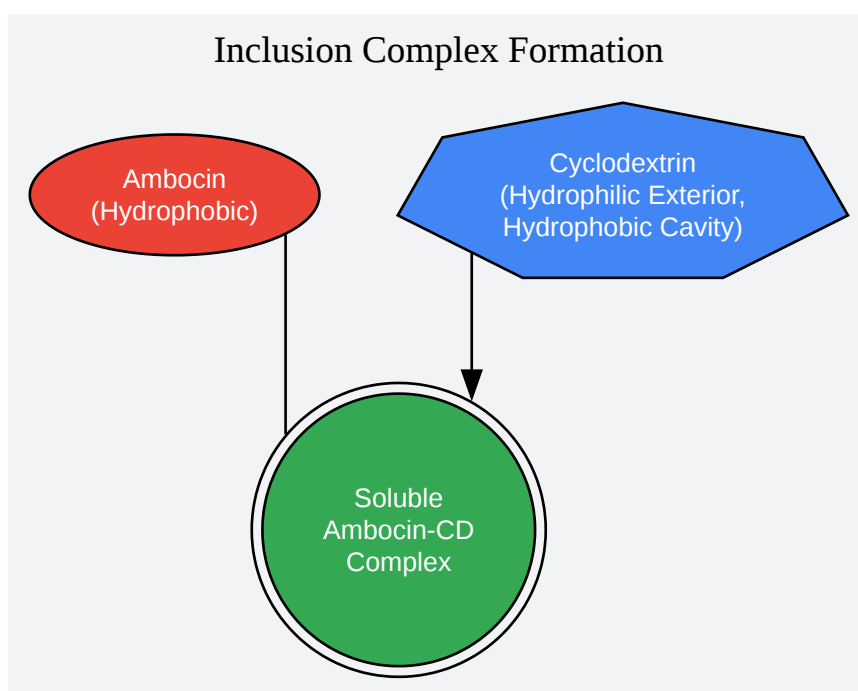 Inclusion Complex Formation
Ambocin
(Hydrophobic)
Cyclodextrin
(Hydrophilic Exterior,
Hydrophobic Cavity)
Soluble
Ambocin-CD
Complex